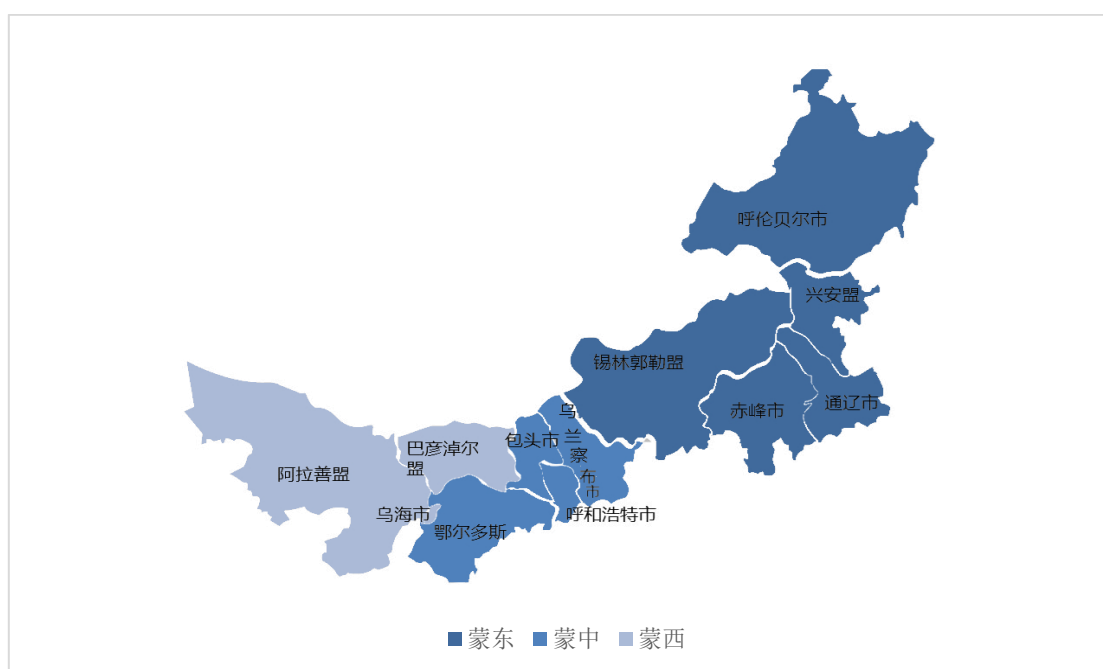 呼伦贝尔市
兴安盟
锡林郭勒盟
赤峰市
通辽市
乌
兰
察
布
市
包头市
巴彦淖尔
盟
阿拉善盟
乌海市
鄂尔多斯
呼和浩特市
蒙东 蒙中 蒙西